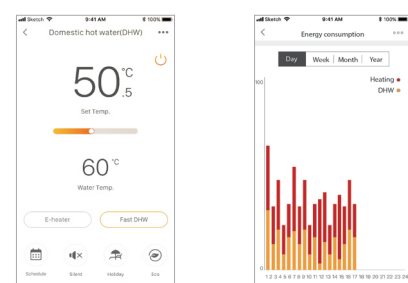 Sketch 9:41 AM 100%
Domestic hot water(DHW)
50 °C .5
Set Temp.
60 °C
Water Temp.
E-heater Fast DHW
Schedule Silent Holiday Eco
Sketch 9:41 AM 100%
Energy consumption
Day Week Month Year
100
Heating
DHW
0
1 2 3 4 5 6 7 8 9 10 11 12 13 14 15 16 17 18 19 20 21 22 23 24